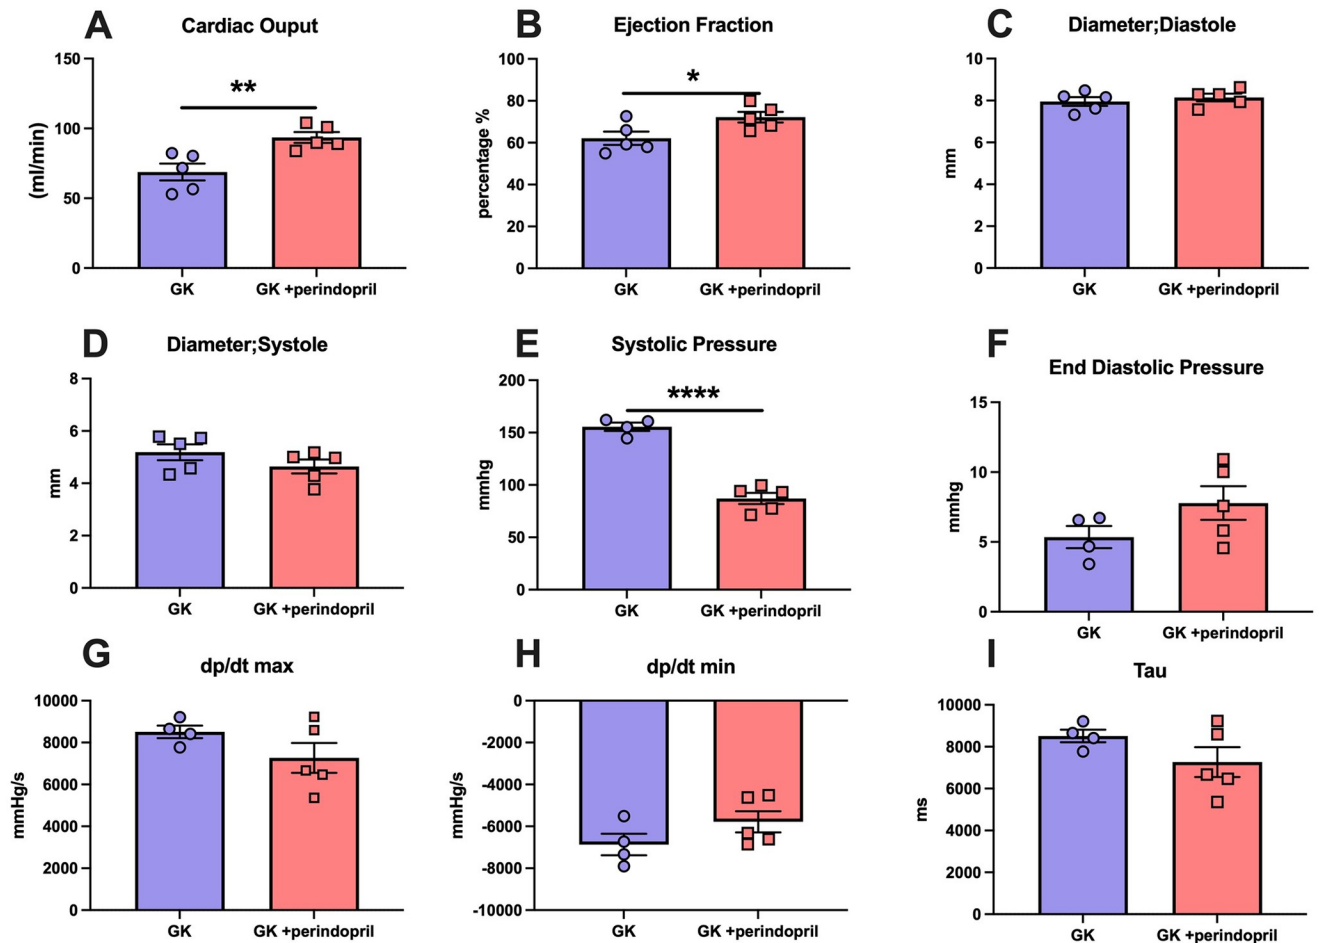 A
Cardiac Ouput
150
100
50
0
(ml/min)
**
GK
GK +perindopril
B
Ejection Fraction
100
80
60
40
20
0
percentage %
*
GK
GK +perindopril
C
Diameter;Diastole
10
8
6
4
2
0
mm
GK
GK +perindopril
D
Diameter;Systole
8
6
4
2
0
mm
GK
GK +perindopril
E
Systolic Pressure
200
150
100
50
0
mmhg
****
GK
GK +perindopril
F
End Diastolic Pressure
15
10
5
0
mmhg
GK
GK +perindopril
G
dp/dt max
10000
8000
6000
4000
2000
0
mmHg/s
GK
GK +perindopril
H
dp/dt min
0
-2000
-4000
-6000
-8000
-10000
mmHg/s
GK
GK +perindopril
I
Tau
10000
8000
6000
4000
2000
0
ms
GK
GK +perindopril